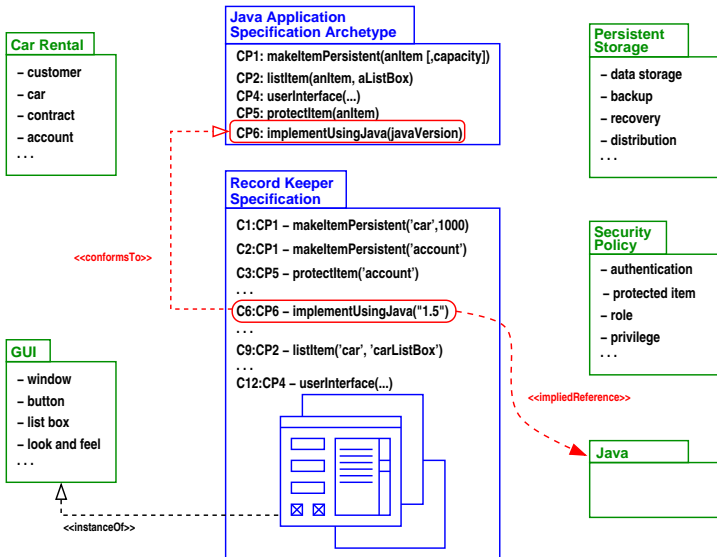 Car Rental
– customer
– car
– contract
– account
. . .
Java Application
Specification Archetype
CP1: makeItemPersistent(anItem [,capacity])
CP2: listItem(anItem, aListBox)
CP4: userInterface(...)
CP5: protectItem(anItem)
CP6: implementUsingJava(javaVersion)
Persistent
Storage
– data storage
– backup
– recovery
– distribution
. . .
<<conformsTo>>
Record Keeper
Specification
C1:CP1 – makeItemPersistent('car',1000)
C2:CP1 – makeItemPersistent('account')
C3:CP5 – protectItem('account')
. . .
C6:CP6 – implementUsingJava("1.5")
. . .
C9:CP2 – listItem('car', 'carListBox')
. . .
C12:CP4 – userInterface(...)
Security
Policy
– authentication
– protected item
– role
– privilege
. . .
GUI
– window
– button
– list box
– look and feel
. . .
<<impliedReference>>
Java
<<instanceOf>>